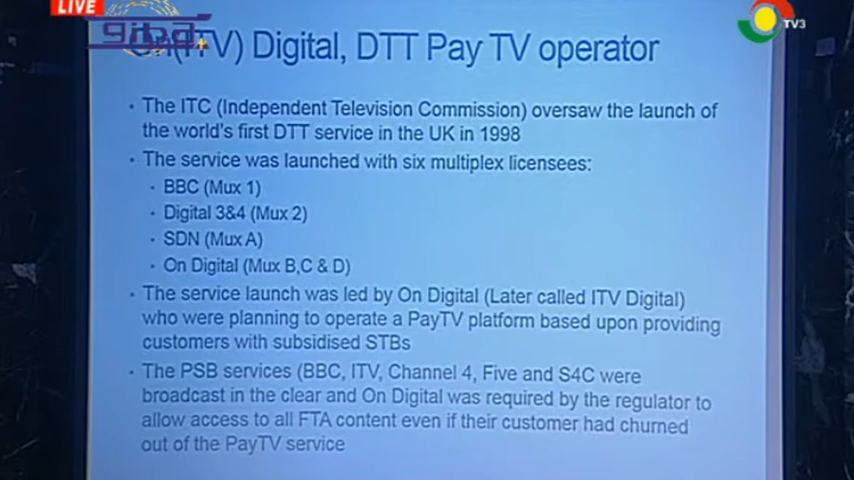 LIVE
giba
TV3
On(ITV) Digital, DTT Pay TV operator
• The ITC (Independent Television Commission) oversaw the launch of
the world's first DTT service in the UK in 1998
• The service was launched with six multiplex licensees:
• BBC (Mux 1)
• Digital 3&4 (Mux 2)
• SDN (Mux A)
• On Digital (Mux B,C & D)
• The service launch was led by On Digital (Later called ITV Digital)
who were planning to operate a PayTV platform based upon providing
customers with subsidised STBs
• The PSB services (BBC, ITV, Channel 4, Five and S4C were
broadcast in the clear and On Digital was required by the regulator to
allow access to all FTA content even if their customer had churned
out of the PayTV service